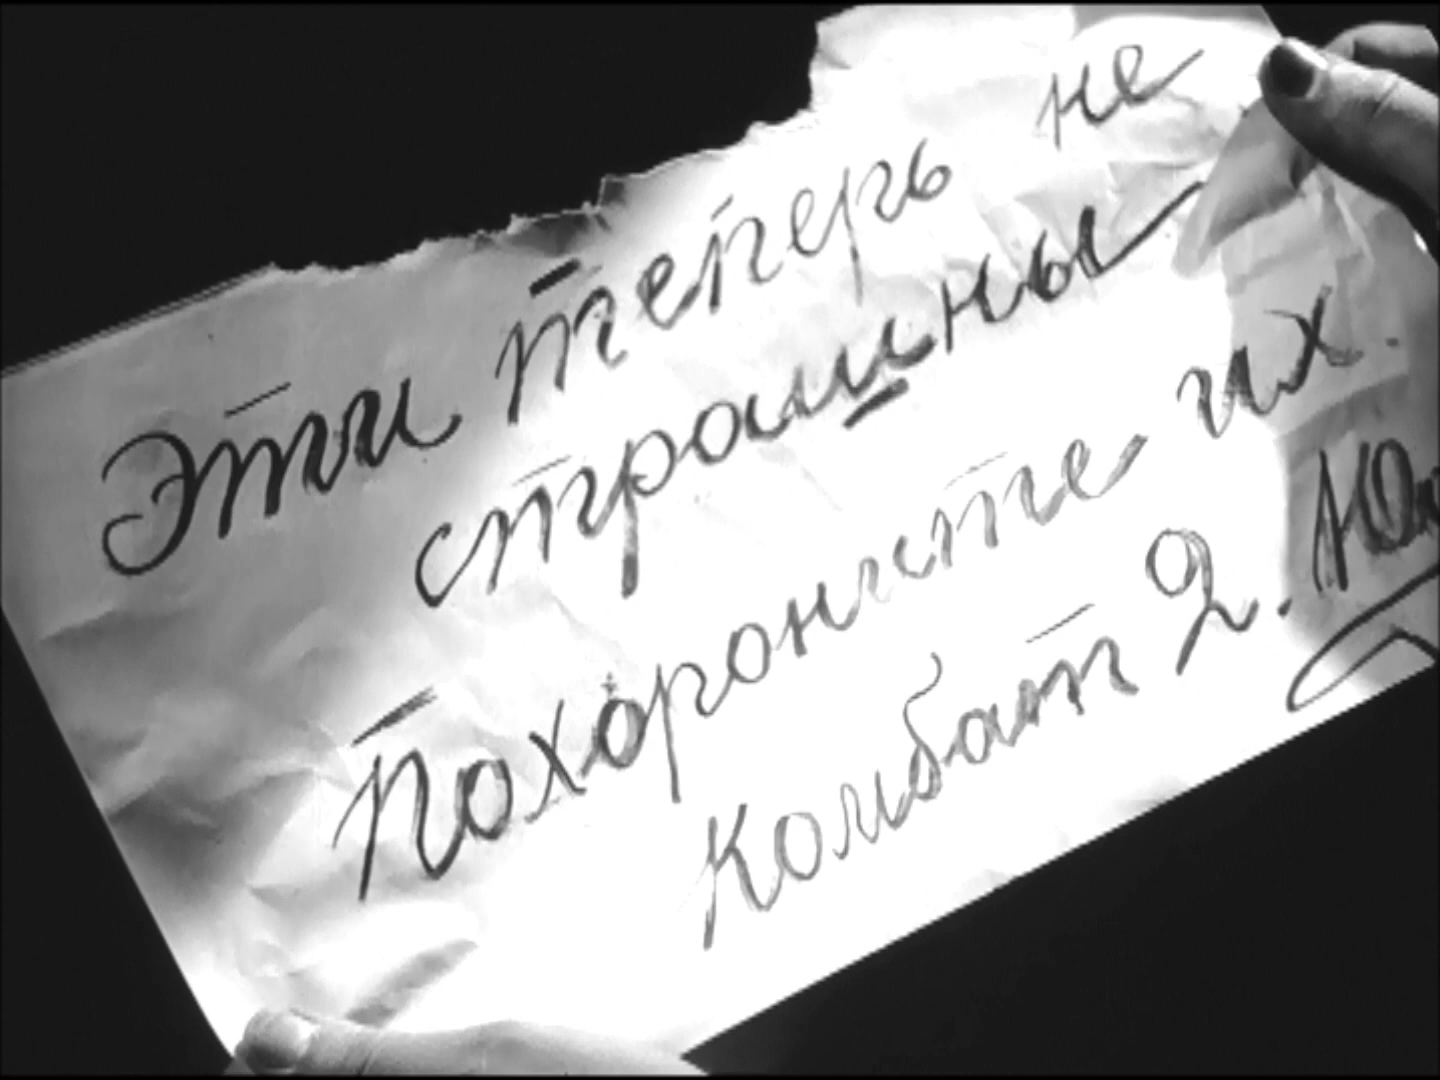 Эти теперь не
страшны
Похороните их.
Комбат 2.